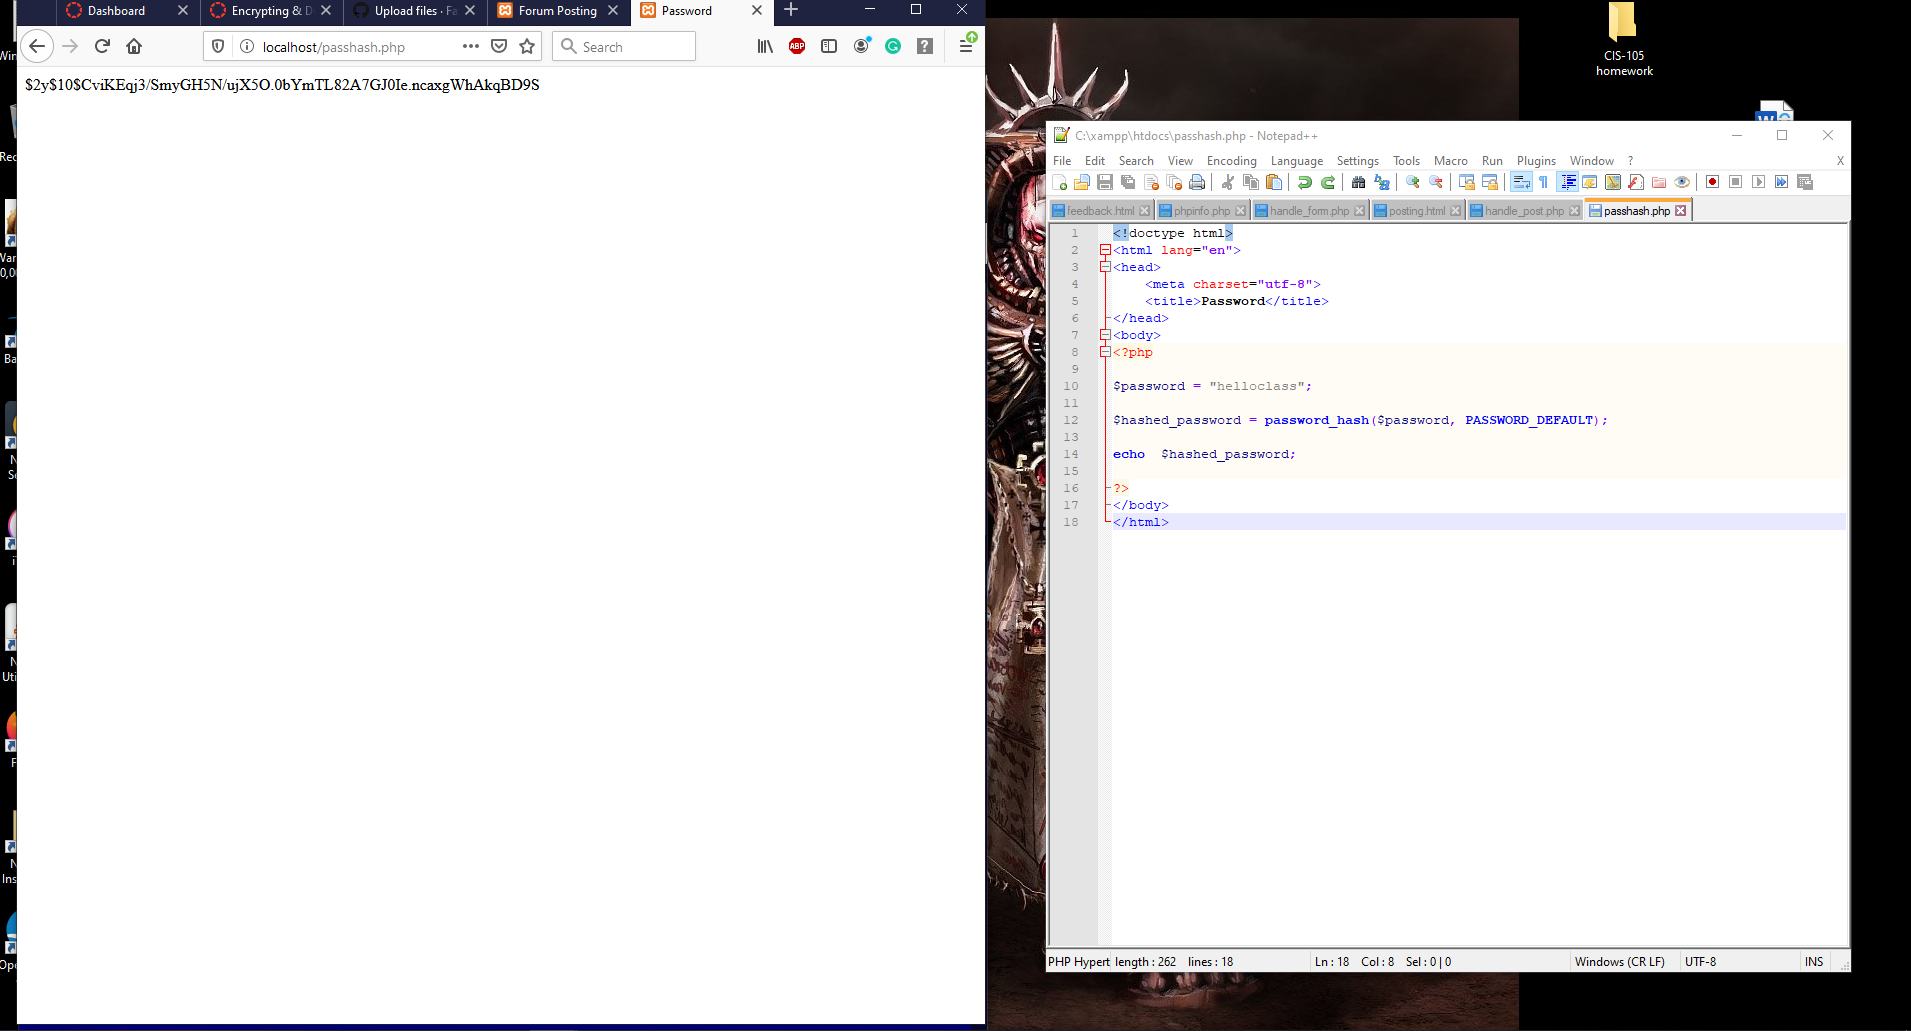 Dashboard
Encrypting & D
Upload files · Fa
Forum Posting
Password
localhost/passhash.php
ABP
Search
$2y$10$CviKEqj3/SmyGH5N/ujX5O.0bYmTL82A7GJ0Ie.ncaxgWhAkqBD9S
CIS-105
homework
C:\xampp\htdocs\passhash.php - Notepad++
File Edit Search View Encoding Language Settings Tools Macro Run Plugins Window ? X
feedback.html phpinfo.php handle_form.php posting.html handle_post.php passhash.php
1 <!doctype html>
2 <html lang="en">
3 <head>
4 <meta charset="utf-8">
5 <title>Password</title>
6 </head>
7 <body>
8 <?php
9
10 $password = "helloclass";
11
12 $hashed_password = password_hash($password, PASSWORD_DEFAULT);
13
14 echo  $hashed_password;
15
16 ?>
17 </body>
18 </html>
PHP Hypert length : 262 lines : 18 Ln : 18 Col : 8 Sel : 0 | 0 Windows (CR LF) UTF-8 INS